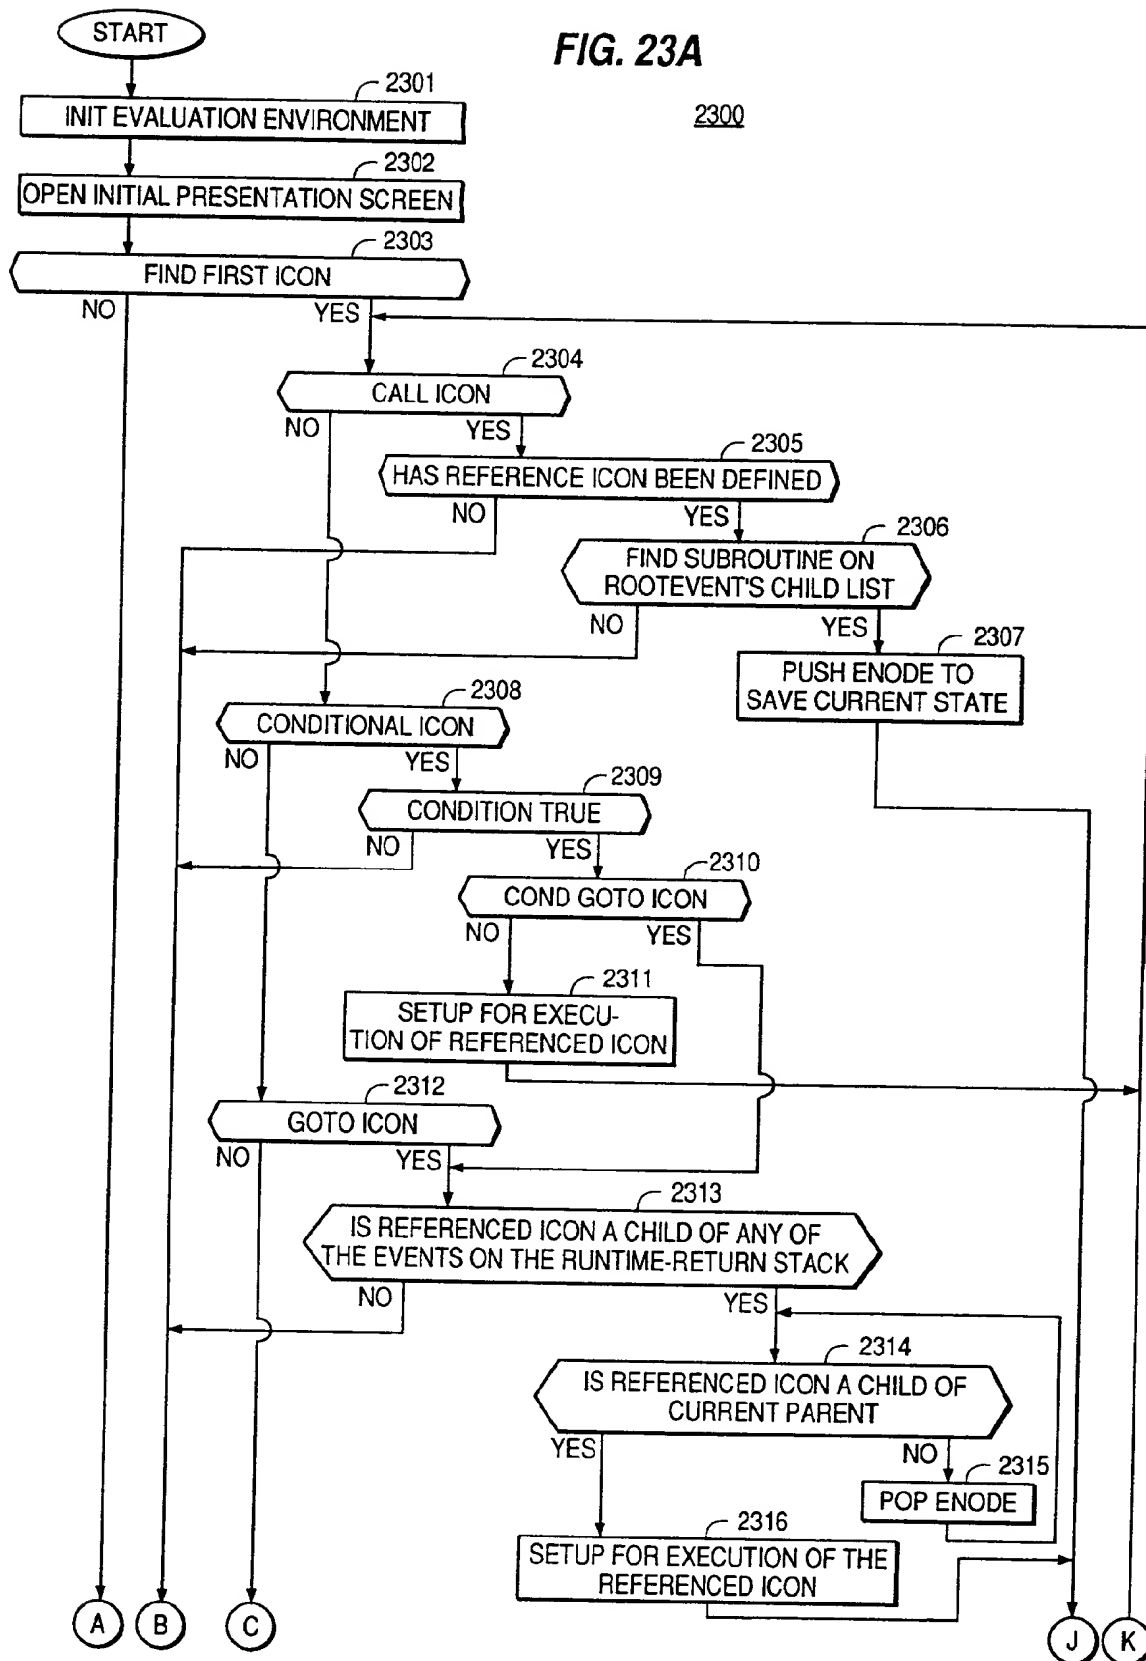 START
FIG. 23A
2300
2301
INIT EVALUATION ENVIRONMENT
2302
OPEN INITIAL PRESENTATION SCREEN
2303
FIND FIRST ICON
NO
YES
2304
CALL ICON
NO
YES
2305
HAS REFERENCE ICON BEEN DEFINED
NO
YES
2306
FIND SUBROUTINE ON
ROOTEVENT'S CHILD LIST
NO
YES
2307
PUSH ENODE TO
SAVE CURRENT STATE
2308
CONDITIONAL ICON
NO
YES
2309
CONDITION TRUE
NO
YES
2310
COND GOTO ICON
NO
YES
2311
SETUP FOR EXECU-
TION OF REFERENCED ICON
2312
GOTO ICON
NO
YES
2313
IS REFERENCED ICON A CHILD OF ANY OF
THE EVENTS ON THE RUNTIME-RETURN STACK
NO
YES
2314
IS REFERENCED ICON A CHILD OF
CURRENT PARENT
YES
NO
2315
POP ENODE
2316
SETUP FOR EXECUTION OF THE
REFERENCED ICON
A
B
C
J
K